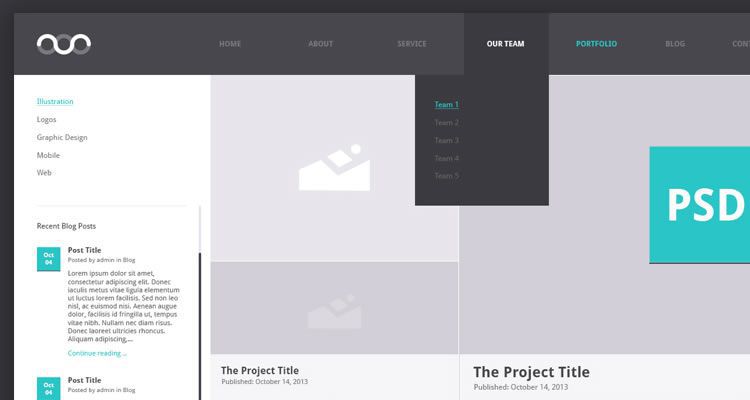 HOME ABOUT SERVICE OUR TEAM PORTFOLIO BLOG
Illustration
Logos
Graphic Design
Mobile
Web
Team 1
Team 2
Team 3
Team 4
Team 5
PSD
Recent Blog Posts
Oct
04
Post Title
Posted by admin in Blog
Lorem ipsum dolor sit amet,
consectetur adipiscing elit. Donec
iaculis metus vitae ligula elementum
ut luctus lorem facilisis. Sed non leo
nisl, ac euismod nisi. Aenean augue
dolor, facilisis id fringilla ut, tempus
vitae nibh. Nullam nec diam risus.
Donec laoreet ultricies rhoncus.
Aliquam adipiscing,...
Continue reading ...
Oct
04
Post Title
Posted by admin in Blog
The Project Title
Published: October 14, 2013
The Project Title
Published: October 14, 2013